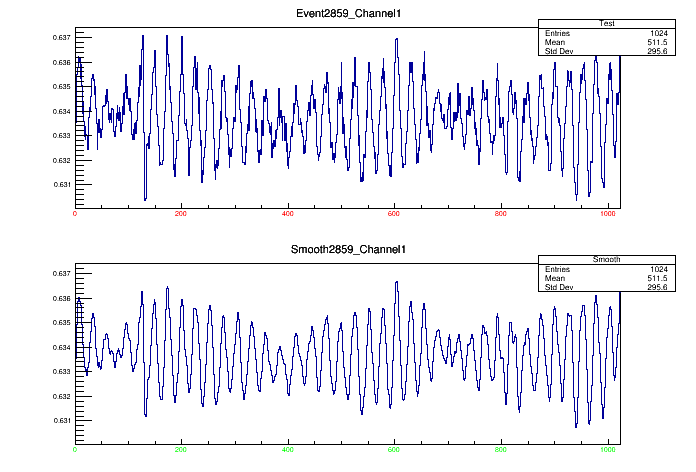 Event2859_Channel1
Test
Entries 1024
Mean 511.5
Std Dev 295.6
0.637
0.636
0.635
0.634
0.633
0.632
0.631
0 200 400 600 800 1000
Smooth2859_Channel1
Smooth
Entries 1024
Mean 511.5
Std Dev 295.6
0.637
0.636
0.635
0.634
0.633
0.632
0.631
0 200 400 600 800 1000